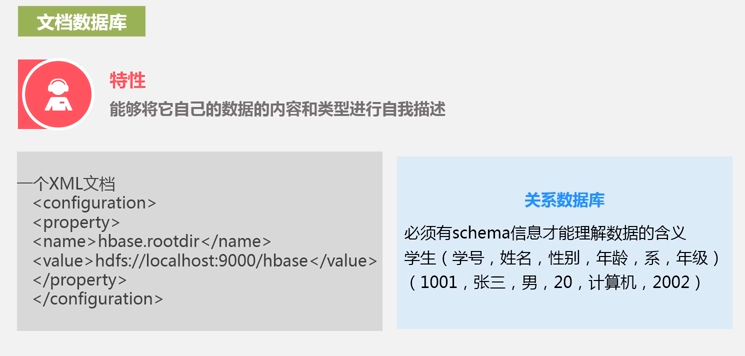 文档数据库
特性
能够将它自己的数据的内容和类型进行自我描述
一个XML文档
<configuration>
<property>
<name>hbase.rootdir</name>
<value>hdfs://localhost:9000/hbase</value>
</property>
</configuration>
关系数据库
必须有schema信息才能理解数据的含义
学生（学号，姓名，性别，年龄，系，年级）
（1001，张三，男，20，计算机，2002）